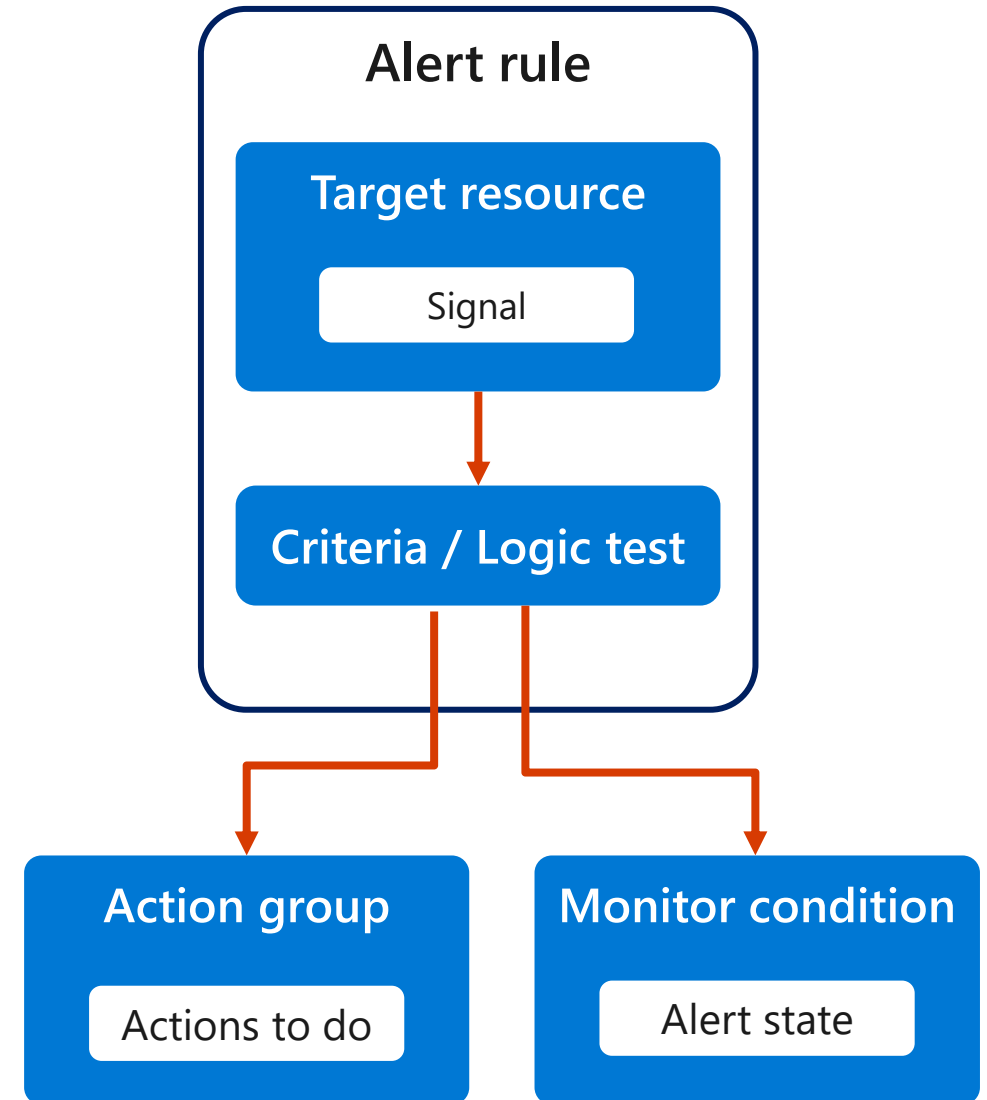 Alert rule
Target resource
Signal
Criteria / Logic test
Action group
Actions to do
Monitor condition
Alert state